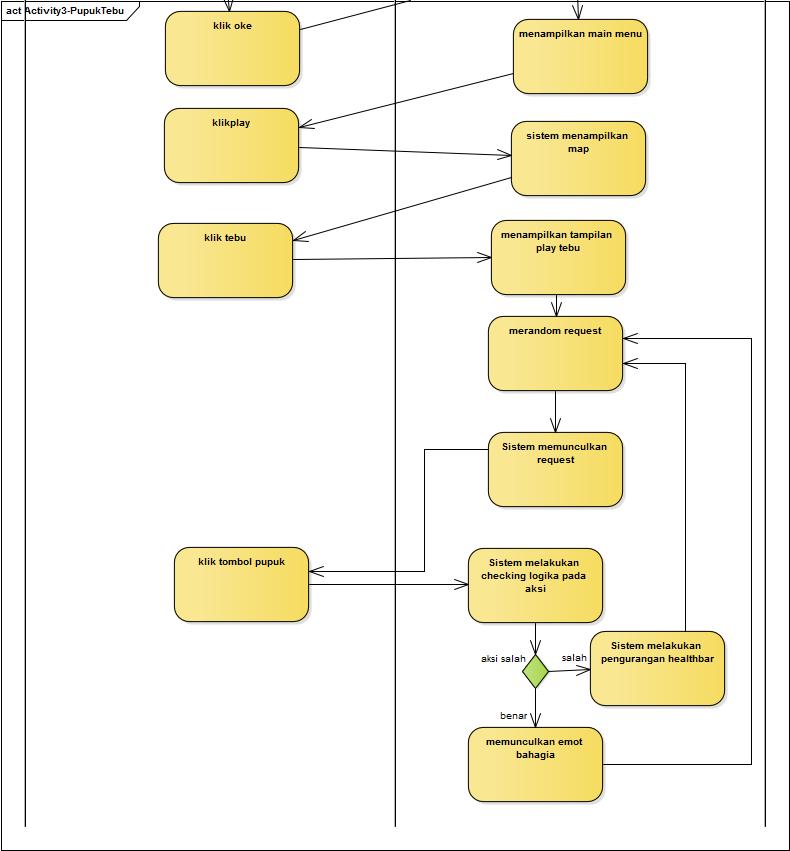 act Activity3-PupukTebu
klik oke
menampilkan main menu
klikplay
sistem menampilkan
map
klik tebu
menampilkan tampilan
play tebu
merandom request
Sistem memunculkan
request
klik tombol pupuk
Sistem melakukan
checking logika pada
aksi
aksi salah
salah
Sistem melakukan
pengurangan healthbar
benar
memunculkan emot
bahagia